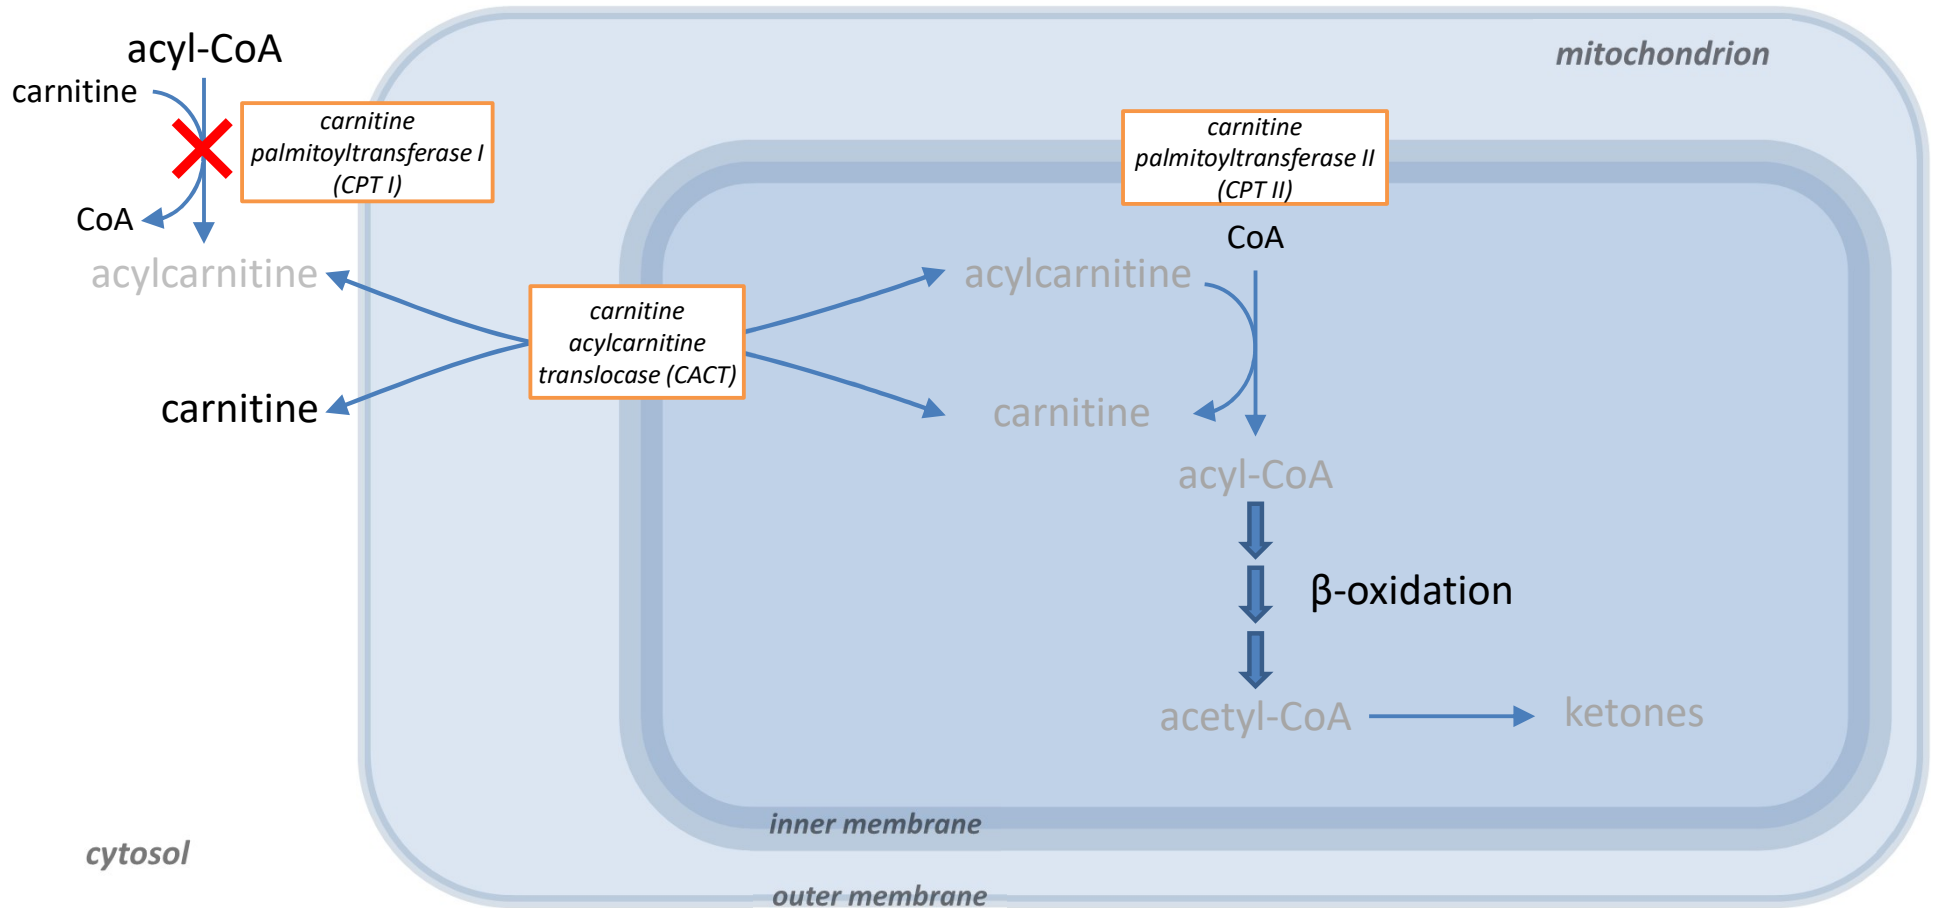 mitochondrion
acyl-CoA
carnitine
carnitine
palmitoyltransferase I
(CPT I)
CoA
acylcarnitine
carnitine
carnitine
acylcarnitine
translocase (CACT)
carnitine
palmitoyltransferase II
(CPT II)
CoA
acylcarnitine
carnitine
acyl-CoA
β-oxidation
acetyl-CoA
ketones
inner membrane
cytosol
outer membrane